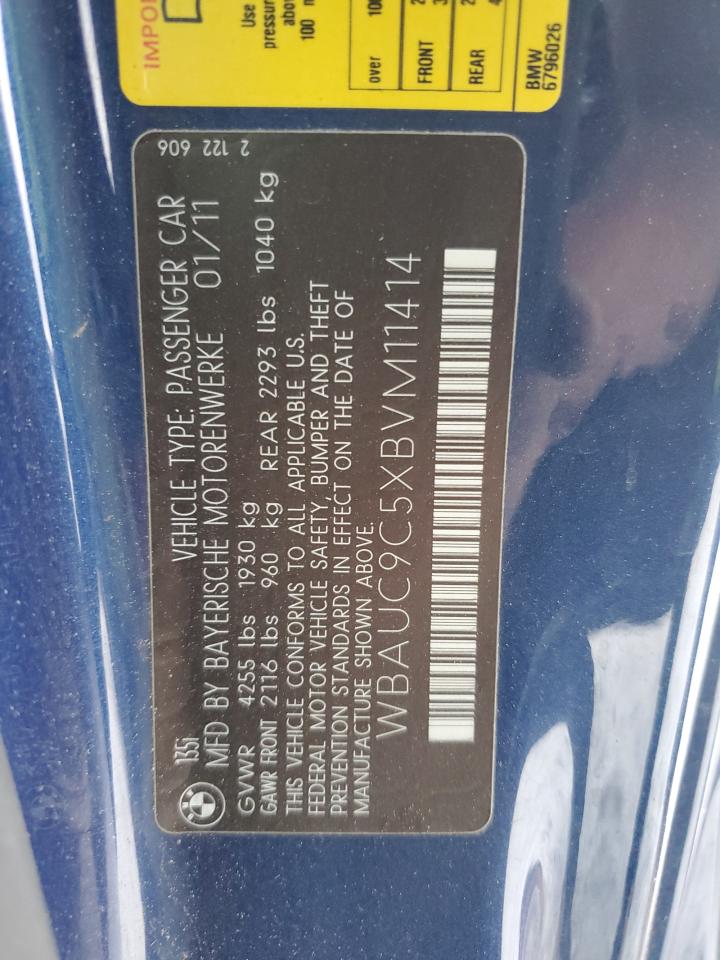 IMPO
Use
pressur
abov
100 m
over 100
FRONT
REAR
BMW
6796026
2 122 606
135i
VEHICLE TYPE: PASSENGER CAR
MFD BY BAYERISCHE MOTORENWERKE 01/11
GVWR 4255 lbs 1930 kg
GAWR FRONT 2116 lbs 960 kg REAR 2293 lbs 1040 kg
THIS VEHICLE CONFORMS TO ALL APPLICABLE U.S.
FEDERAL MOTOR VEHICLE SAFETY, BUMPER AND THEFT
PREVENTION STANDARDS IN EFFECT ON THE DATE OF
MANUFACTURE SHOWN ABOVE.
WBAUC9C5XBVM11414